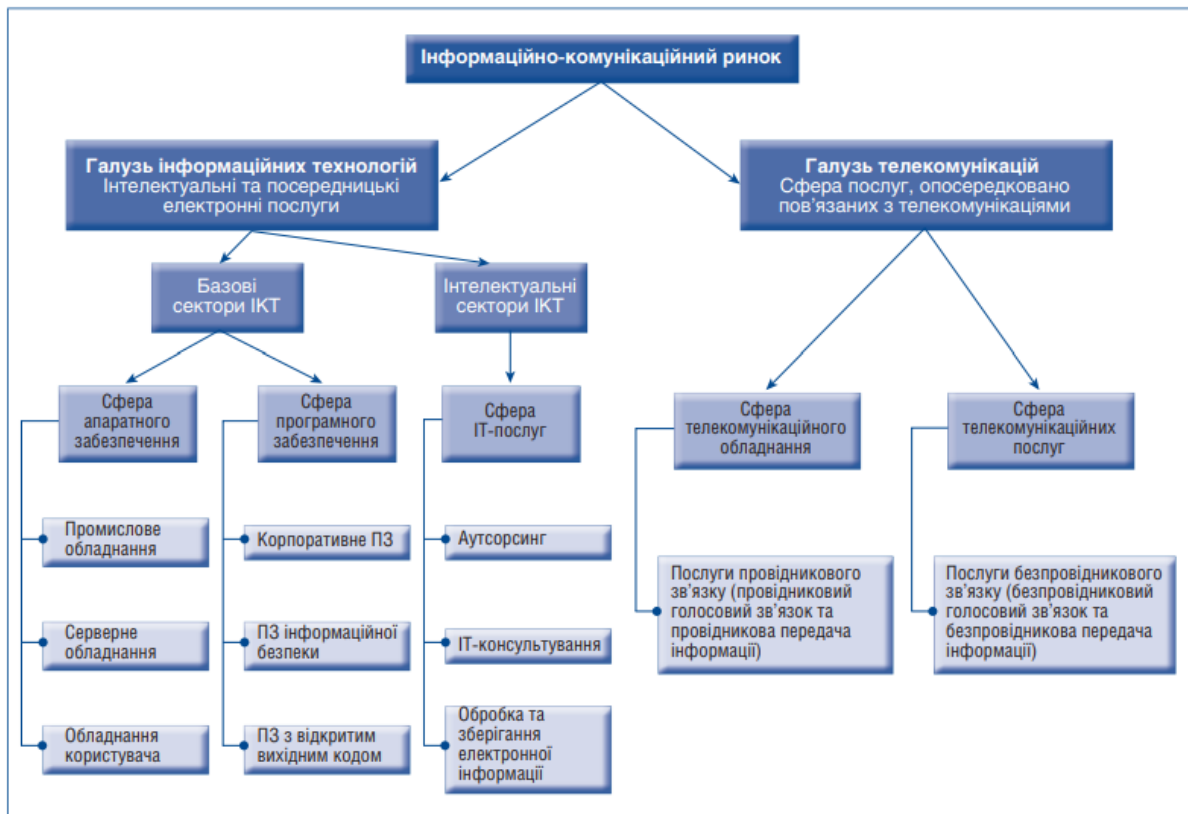 Інформаційно-комунікаційний ринок
Галузь інформаційних технологій
Інтелектуальні та посередницькі
електронні послуги
Галузь телекомунікацій
Сфера послуг, опосередковано
пов’язаних з телекомунікаціями
Базові
сектори ІКТ
Інтелектуальні
сектори ІКТ
Сфера
апаратного
забезпечення
Сфера
програмного
забезпечення
Сфера
ІТ-послуг
Сфера
телекомунікаційного
обладнання
Сфера
телекомунікаційних
послуг
Промислове
обладнання
Корпоративне ПЗ
Аутсорсинг
Послуги провідникового
зв’язку (провідниковий
голосовий зв’язок та
провідникова передача
інформації)
Послуги безпровідникового
зв’язку (безпровідниковий
голосовий зв’язок та
безпровідникова передача
інформації)
Серверне
обладнання
ПЗ інформаційної
безпеки
ІТ-консультування
Обладнання
користувача
ПЗ з відкритим
вихідним кодом
Обробка та
зберігання
електронної
інформації